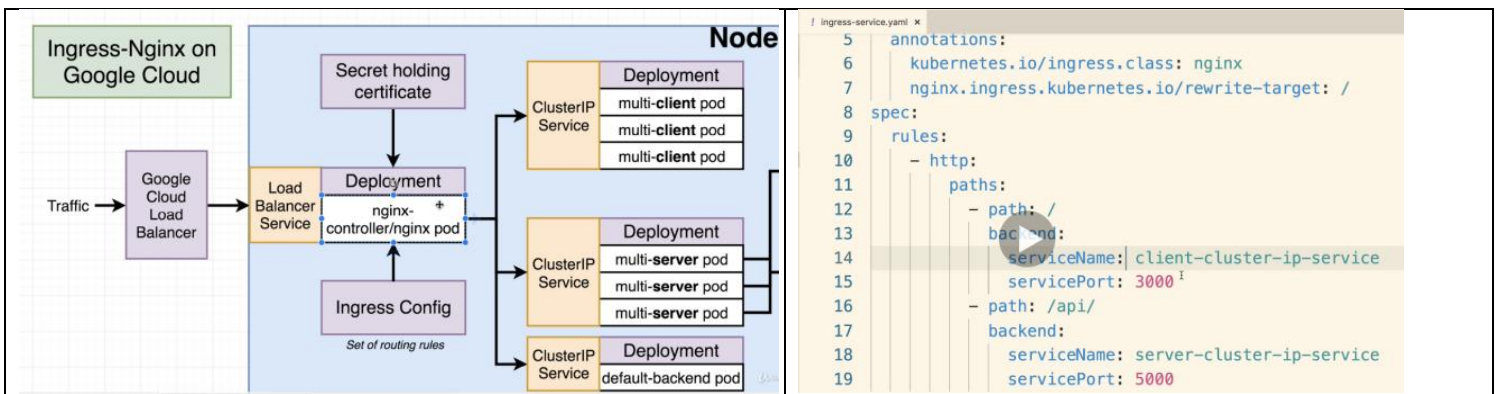 Ingress-Nginx on
Google Cloud
Node
Secret holding
certificate
Traffic
Google
Cloud
Load
Balancer
Load
Balancer
Service
Deployment
nginx-
controller/nginx pod
Ingress Config
Set of routing rules
ClusterIP
Service
Deployment
multi-client pod
multi-client pod
multi-client pod
ClusterIP
Service
Deployment
multi-server pod
multi-server pod
multi-server pod
ClusterIP
Service
Deployment
default-backend pod
! ingress-service.yaml ×
5 annotations:
6 kubernetes.io/ingress.class: nginx
7 nginx.ingress.kubernetes.io/rewrite-target: /
8 spec:
9 rules:
10 - http:
11 paths:
12 - path: /
13 backend:
14 serviceName: client-cluster-ip-service
15 servicePort: 3000
16 - path: /api/
17 backend:
18 serviceName: server-cluster-ip-service
19 servicePort: 5000